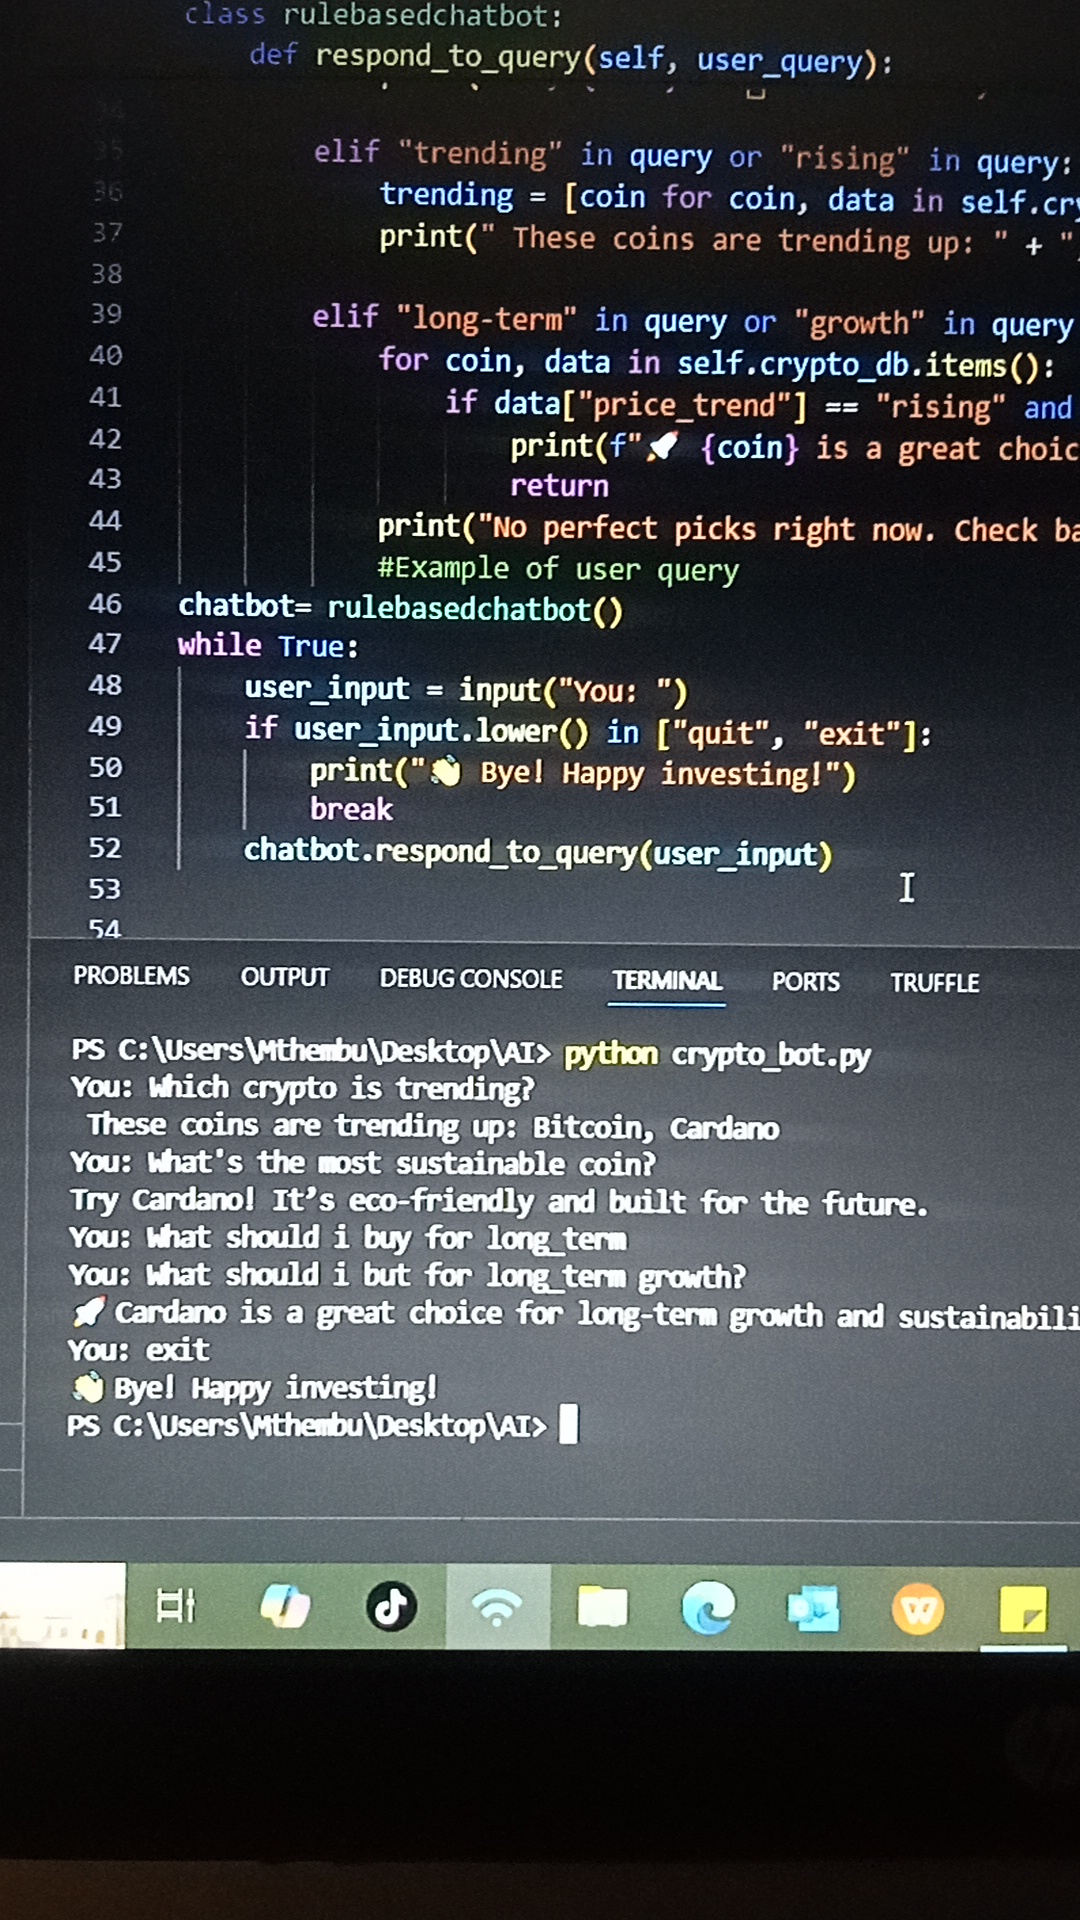 class rulebasedchatbot:
def respond_to_query(self, user_query):
35 elif "trending" in query or "rising" in query:
36 trending = [coin for coin, data in self.cry
37 print(" These coins are trending up: " + "
38
39 elif "long-term" in query or "growth" in query
40 for coin, data in self.crypto_db.items():
41 if data["price_trend"] == "rising" and
42 print(f"🚀 {coin} is a great choic
43 return
44 print("No perfect picks right now. Check ba
45 #Example of user query
46 chatbot= rulebasedchatbot()
47 while True:
48 user_input = input("You: ")
49 if user_input.lower() in ["quit", "exit"]:
50 print("👋 Bye! Happy investing!")
51 break
52 chatbot.respond_to_query(user_input)
53
54
PROBLEMS OUTPUT DEBUG CONSOLE TERMINAL PORTS TRUFFLE
PS C:\Users\Mthembu\Desktop\AI> python crypto_bot.py
You: Which crypto is trending?
These coins are trending up: Bitcoin, Cardano
You: What's the most sustainable coin?
Try Cardano! It’s eco-friendly and built for the future.
You: What should i buy for long_term
You: What should i but for long_term growth?
🚀 Cardano is a great choice for long-term growth and sustainabili
You: exit
👋 Bye! Happy investing!
PS C:\Users\Mthembu\Desktop\AI>